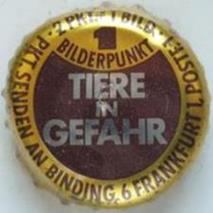 1
BILDERPUNKT
TIERE
IN
GEFAHR
2 PKT. = 1 BILD
PKT. SENDEN AN BINDING, 6 FRANKFURT 1, POSTF.